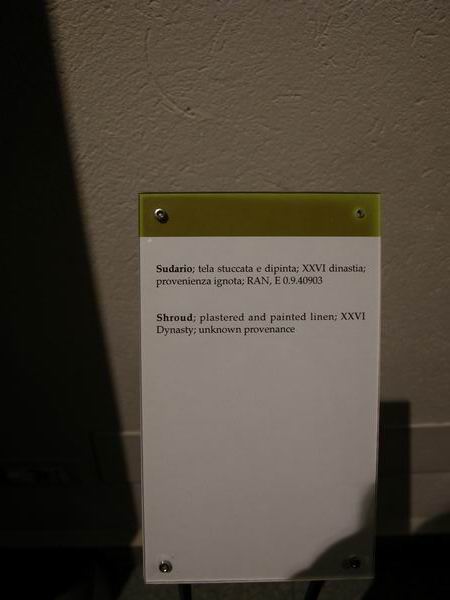 Sudario; tela stuccata e dipinta; XXVI dinastia;
provenienza ignota; RAN, E 0.9.40903
Shroud; plastered and painted linen; XXVI
Dynasty; unknown provenance